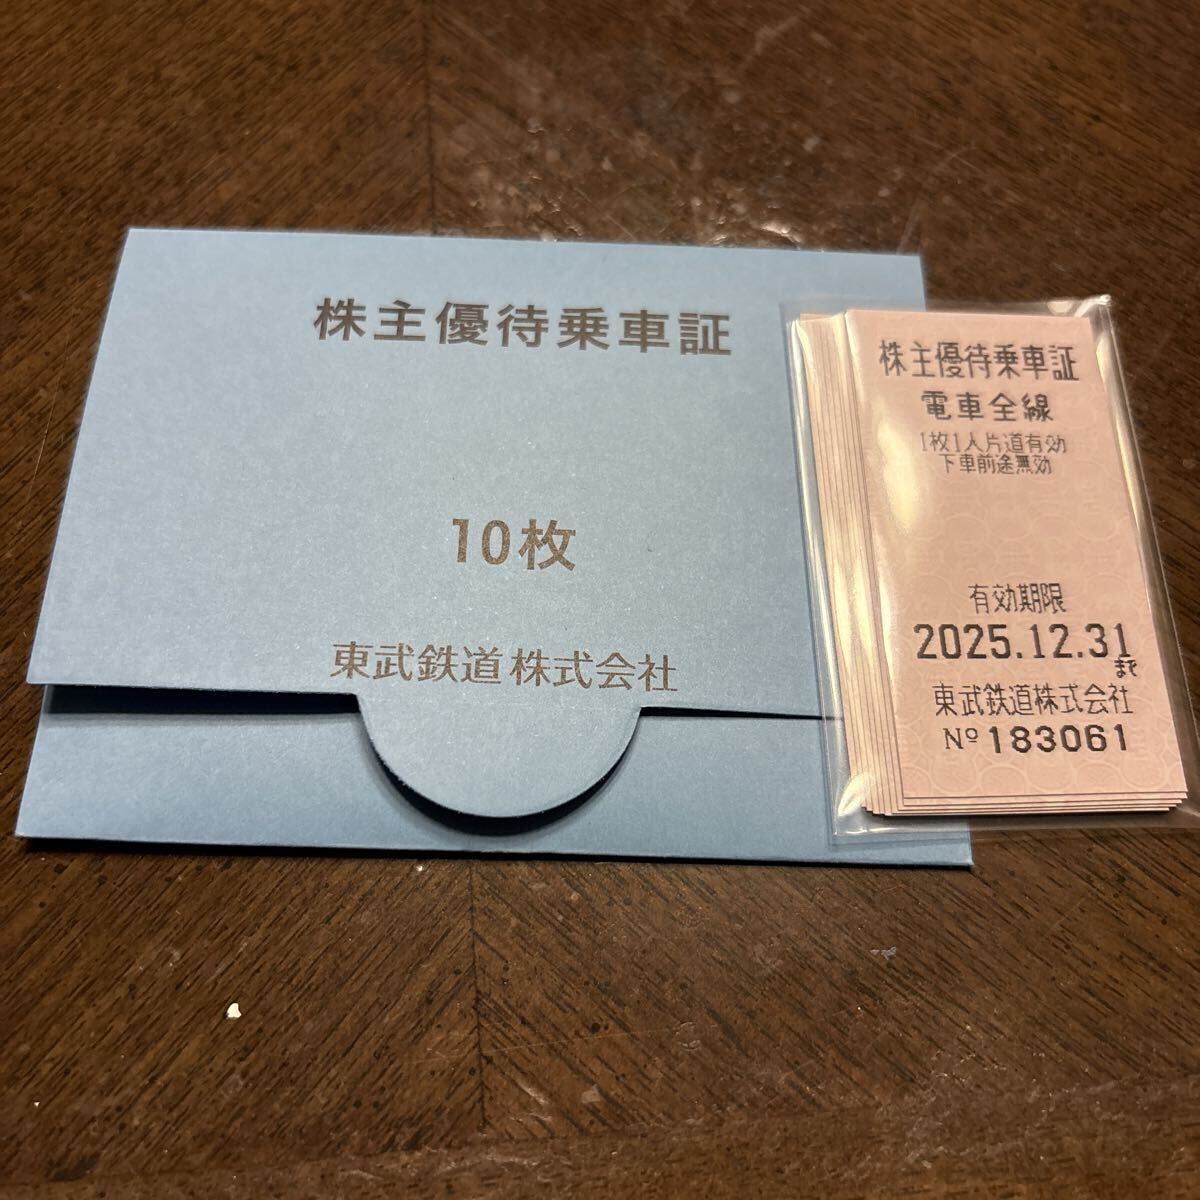 株主優待乗車証
10枚
東武鉄道株式会社
株主優待乗車証
電車全線
1枚1人片道有効
下車前途無効
有効期限
2025.12.31
まで
東武鉄道株式会社
Nº 183061